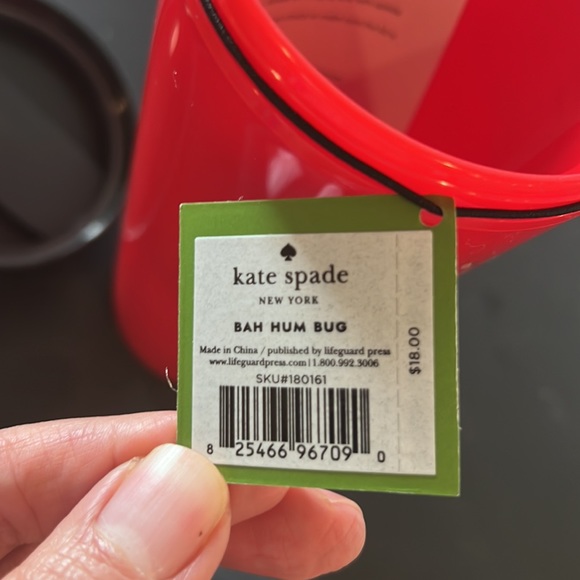 kate spade
NEW YORK
BAH HUM BUG
Made in China / published by lifeguard press
www.lifeguardpress.com | 1.800.992.3006
SKU#180161
8 25466 96709 0
$18.00